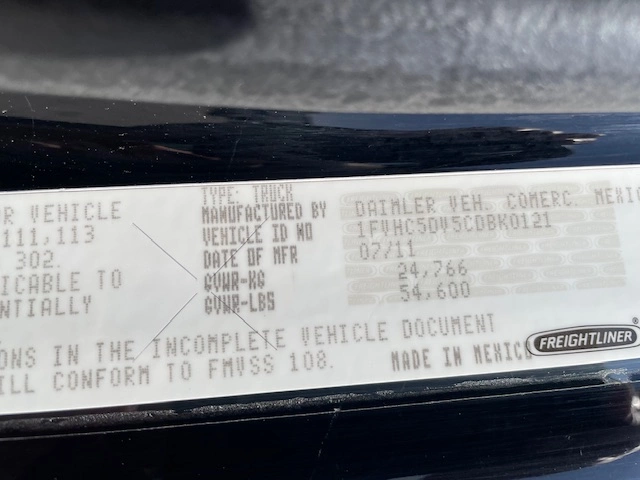 TYPE: TRUCK
R VEHICLE MANUFACTURED BY DAIMLER VEH. COMERC. MEXI
111,113 VEHICLE ID NO 1FVHC5DV5CDBK0121
302. DATE OF MFR 07/11
ICABLE TO GVWR-KG 24,766
NTIALLY GVWR-LBS 54,600
ONS IN THE INCOMPLETE VEHICLE DOCUMENT
ILL CONFORM TO FMVSS 108. MADE IN MEXICO FREIGHTLINER